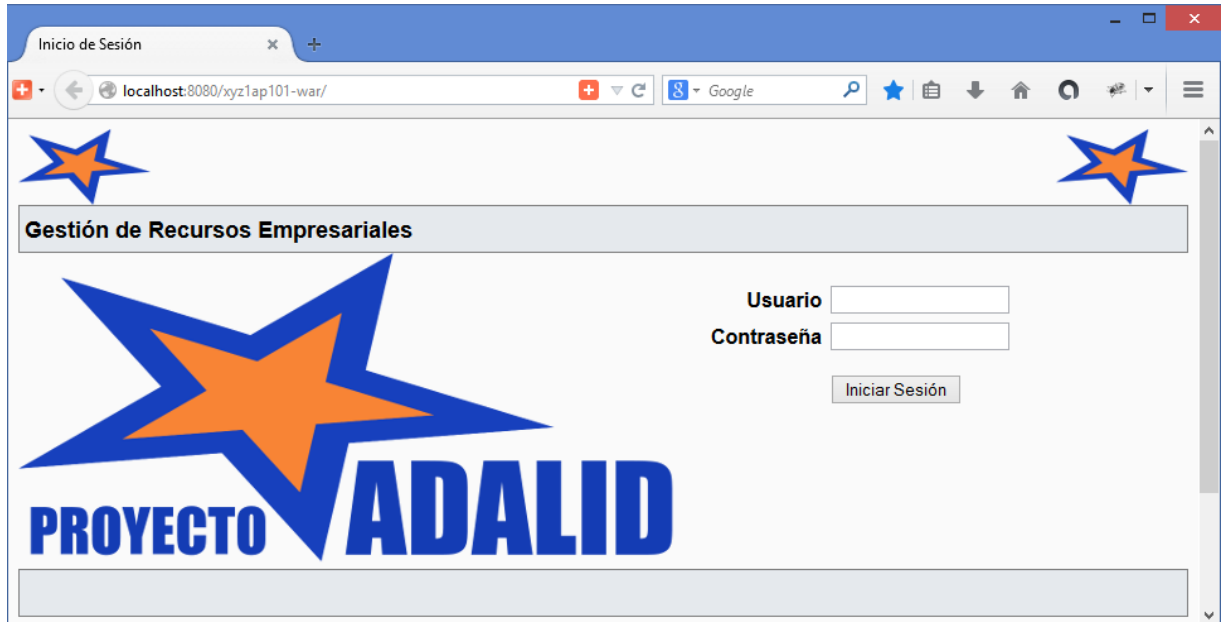 Inicio de Sesión
localhost:8080/xyz1ap101-war/
Google
Gestión de Recursos Empresariales
Usuario
Contraseña
Iniciar Sesión
PROYECTO ADALID